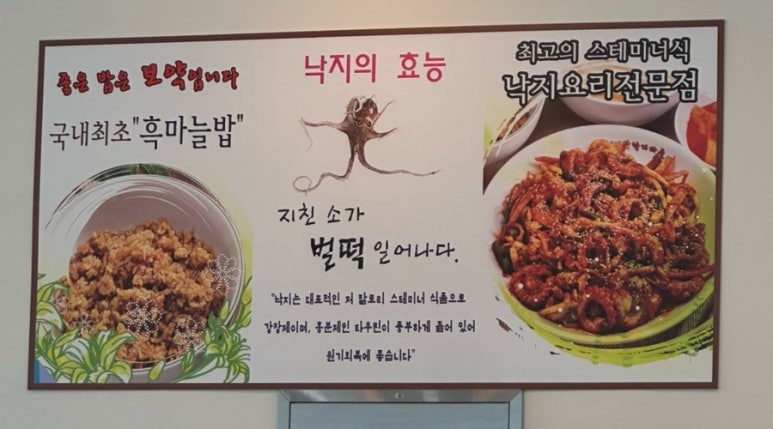 좋은 밥은 보약입니다
국내최초"흑마늘밥"
낙지의 효능
지친 소가
벌떡 일어나다.
"낙지는 대표적인 저 칼로리 스테미너 식품으로
강장제이며, 흥분제인 타우린이 풍부하게 들어 있어
원기회복에 좋습니다"
최고의 스테미너식
낙지요리전문점